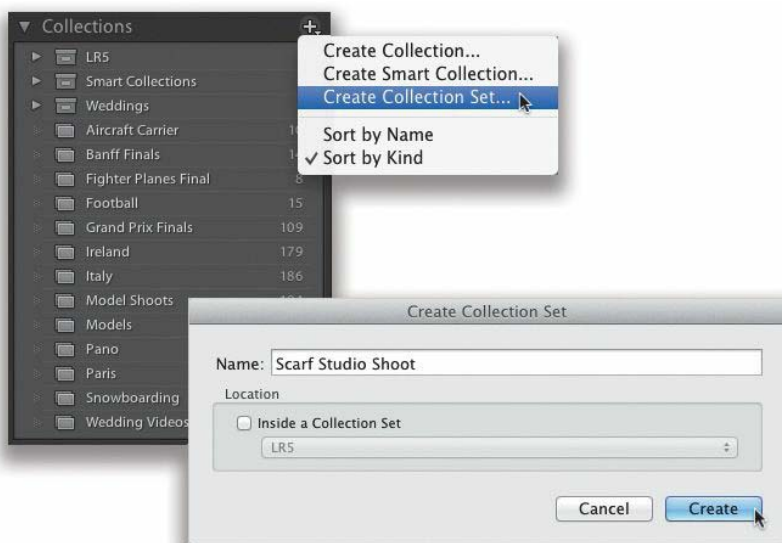 Collections
LR5
Smart Collections
Weddings
Aircraft Carrier
Banff Finals
Fighter Planes Final 8
Football 15
Grand Prix Finals 109
Ireland 179
Italy 186
Model Shoots
Models
Pano
Paris
Snowboarding
Wedding Videos
Create Collection...
Create Smart Collection...
Create Collection Set...
Sort by Name
✓ Sort by Kind
Create Collection Set
Name: Scarf Studio Shoot
Location
Inside a Collection Set
LR5
Cancel Create